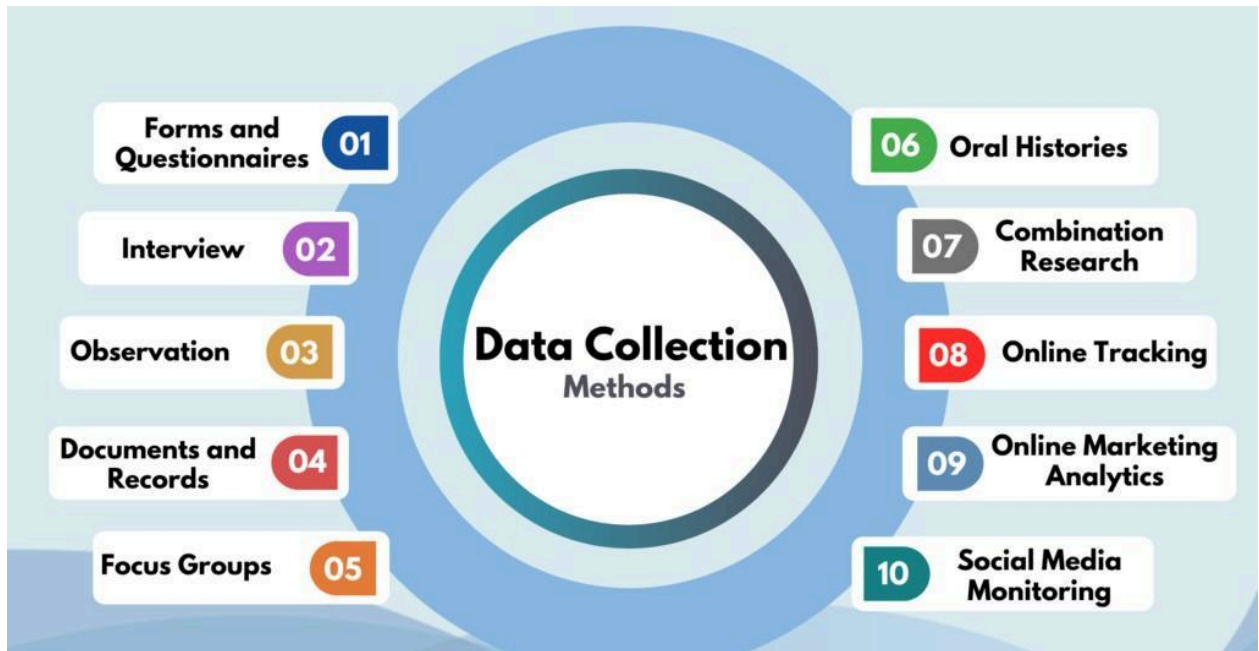 Data Collection
Methods
Forms and
Questionnaires
01
Interview
02
Observation
03
Documents and
Records
04
Focus Groups
05
06
Oral Histories
07
Combination
Research
08
Online Tracking
09
Online Marketing
Analytics
10
Social Media
Monitoring